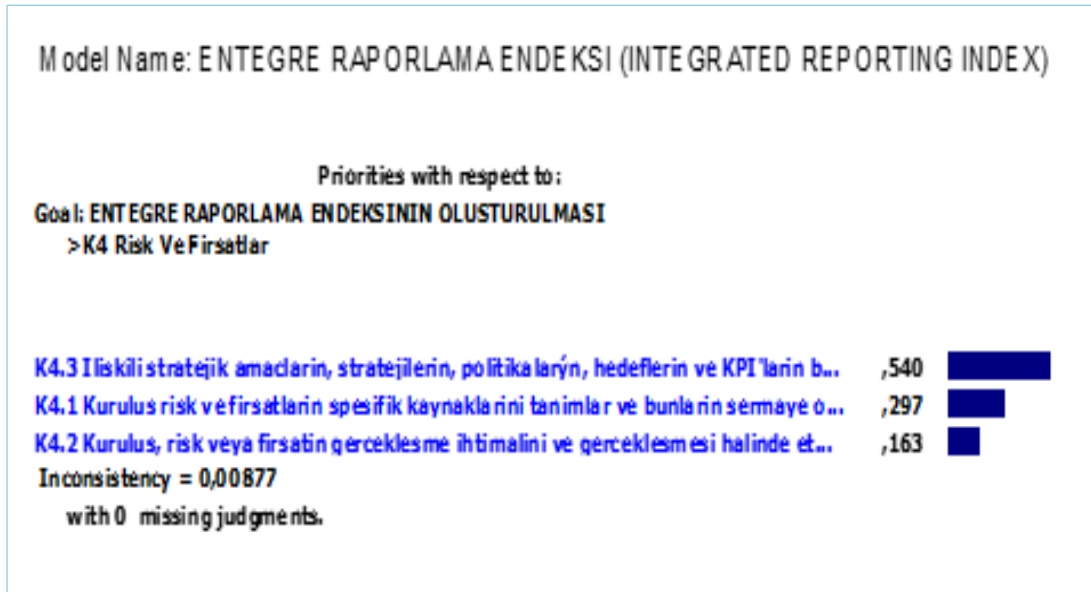 Model Name: ENTEGRE RAPORLAMA ENDEKSI (INTEGRATED REPORTING INDEX)
Priorities with respect to:
Goal: ENTEGRE RAPORLAMA ENDEKSININ OLUSTURULMASI
>K4 Risk Ve Firsatlar
K4.3 Iliskili stratejik amaclarin, stratejilerin, politikalarýn, hedeflerin ve KPI'larin b... ,540
K4.1 Kurulus risk ve firsatlarin spesifik kaynaklarini tanimlar ve bunlarin sermaye o... ,297
K4.2 Kurulus, risk veya firsatin gerceklesme ihtimalini ve gerceklesmesi halinde et... ,163
Inconsistency = 0,00877
with 0 missing judgments.